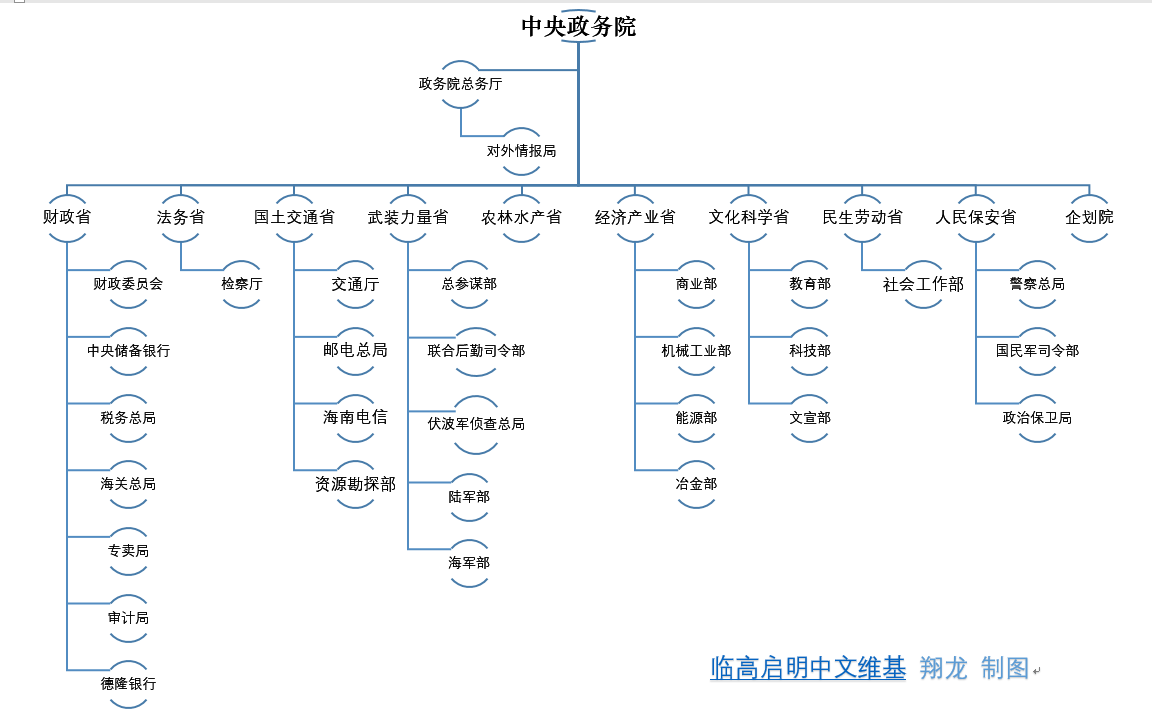 中央政务院
政务院总务厅
对外情报局
财政省
法务省
国土交通省
武装力量省
农林水产省
经济产业省
文化科学省
民生劳动省
人民保安省
企划院
财政委员会
检察厅
交通厅
总参谋部
商业部
教育部
社会工作部
警察总局
中央储备银行
邮电总局
联合后勤司令部
机械工业部
科技部
国民军司令部
税务总局
海南电信
伏波军侦查总局
能源部
文宣部
政治保卫局
海关总局
资源勘探部
陆军部
冶金部
专卖局
海军部
审计局
德隆银行
临高启明中文维基 翔龙 制图